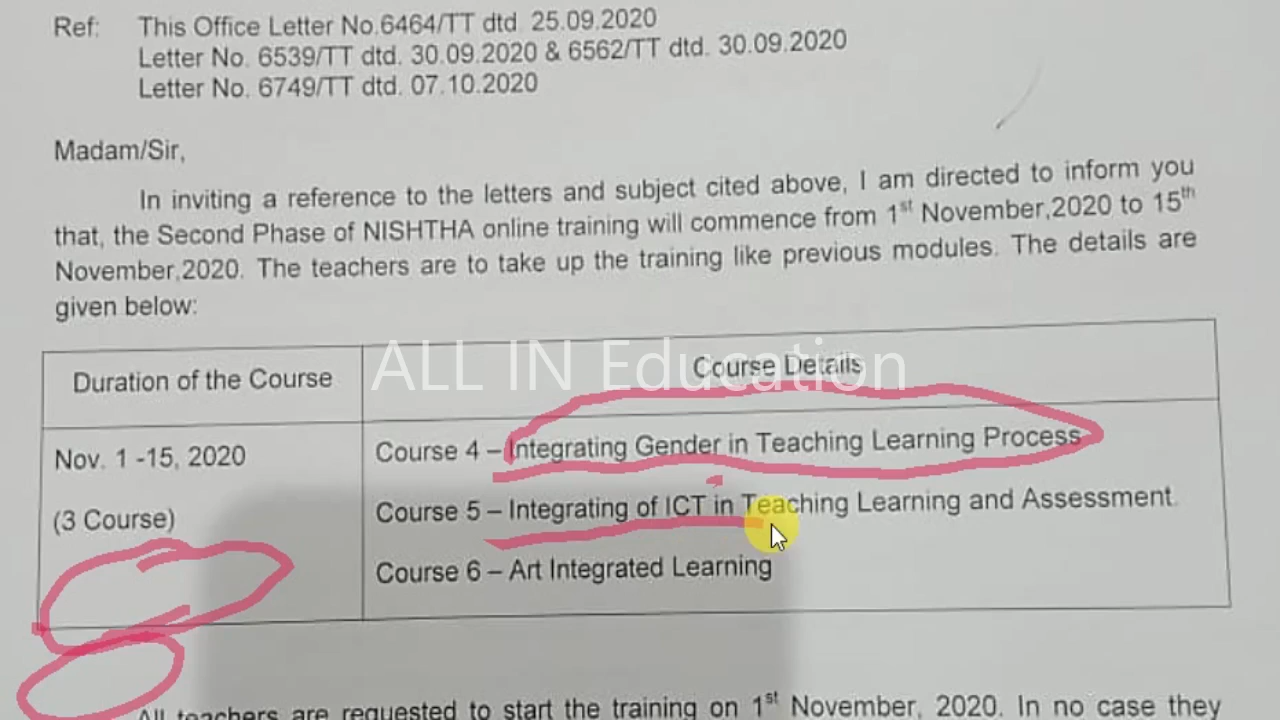 Ref: This Office Letter No.6464/TT dtd. 25.09.2020
Letter No. 6539/TT dtd. 30.09.2020 & 6562/TT dtd. 30.09.2020
Letter No. 6749/TT dtd. 07.10.2020
Madam/Sir,
In inviting a reference to the letters and subject cited above, I am directed to inform you
that, the Second Phase of NISHTHA online training will commence from 1st November,2020 to 15th
November,2020. The teachers are to take up the training like previous modules. The details are
given below:
ALL IN Education
Duration of the Course Course Details
Nov. 1 -15, 2020 Course 4 – Integrating Gender in Teaching Learning Process
(3 Course) Course 5 – Integrating of ICT in Teaching Learning and Assessment.
Course 6 – Art Integrated Learning
All teachers are requested to start the training on 1st November, 2020. In no case they